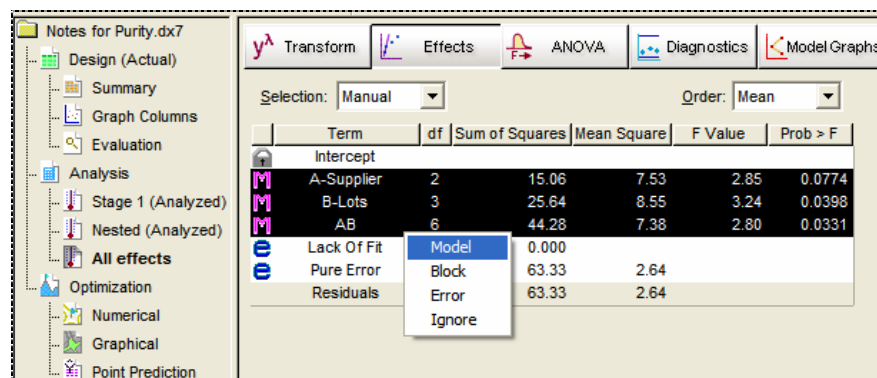 Notes for Purity.dx7
Design (Actual)
Summary
Graph Columns
Evaluation
Analysis
Stage 1 (Analyzed)
Nested (Analyzed)
All effects
Optimization
Numerical
Graphical
Point Prediction
yλ Transform Effects F ANOVA Diagnostics Model Graphs
Selection: Manual Order: Mean
Term df Sum of Squares Mean Square F Value Prob > F
Intercept
M A-Supplier 2 15.06 7.53 2.85 0.0774
M B-Lots 3 25.64 8.55 3.24 0.0398
M AB 6 44.28 7.38 2.80 0.0331
e Lack Of Fit 0.000
e Pure Error 63.33 2.64
Residuals 63.33 2.64
Model
Block
Error
Ignore